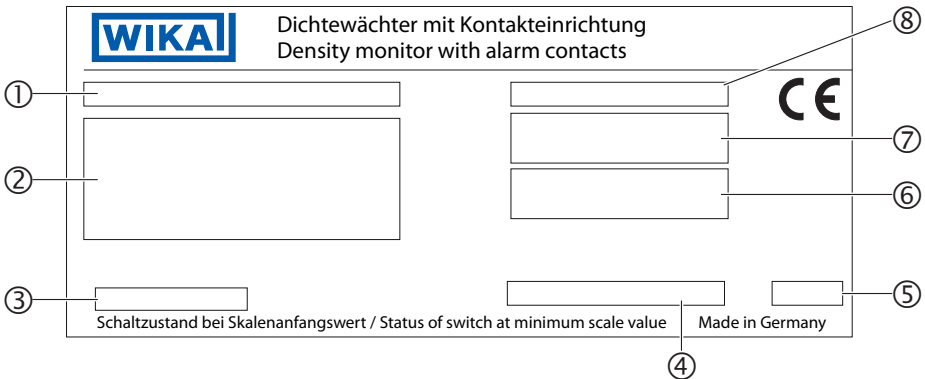 WIKA
Dichtewächter mit Kontakteinrichtung
Density monitor with alarm contacts
⑧
①
CE
⑦
②
⑥
③
⑤
Schaltzustand bei Skalenanfangswert / Status of switch at minimum scale value
Made in Germany
④